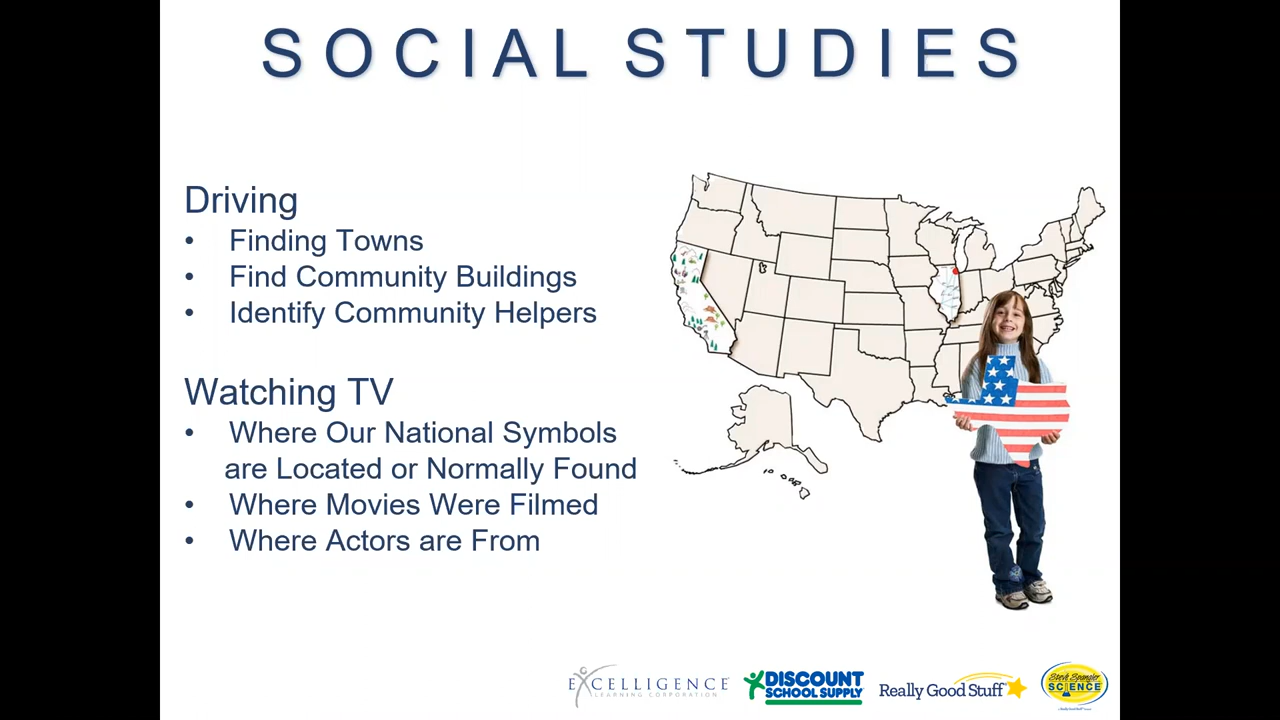 SOCIAL STUDIES
Driving
• Finding Towns
• Find Community Buildings
• Identify Community Helpers
Watching TV
• Where Our National Symbols
are Located or Normally Found
• Where Movies Were Filmed
• Where Actors are From
EXCELLIGENCE
LEARNING CORPORATION
DISCOUNT
SCHOOL SUPPLY
Really Good Stuff
Steve Spangler
SCIENCE